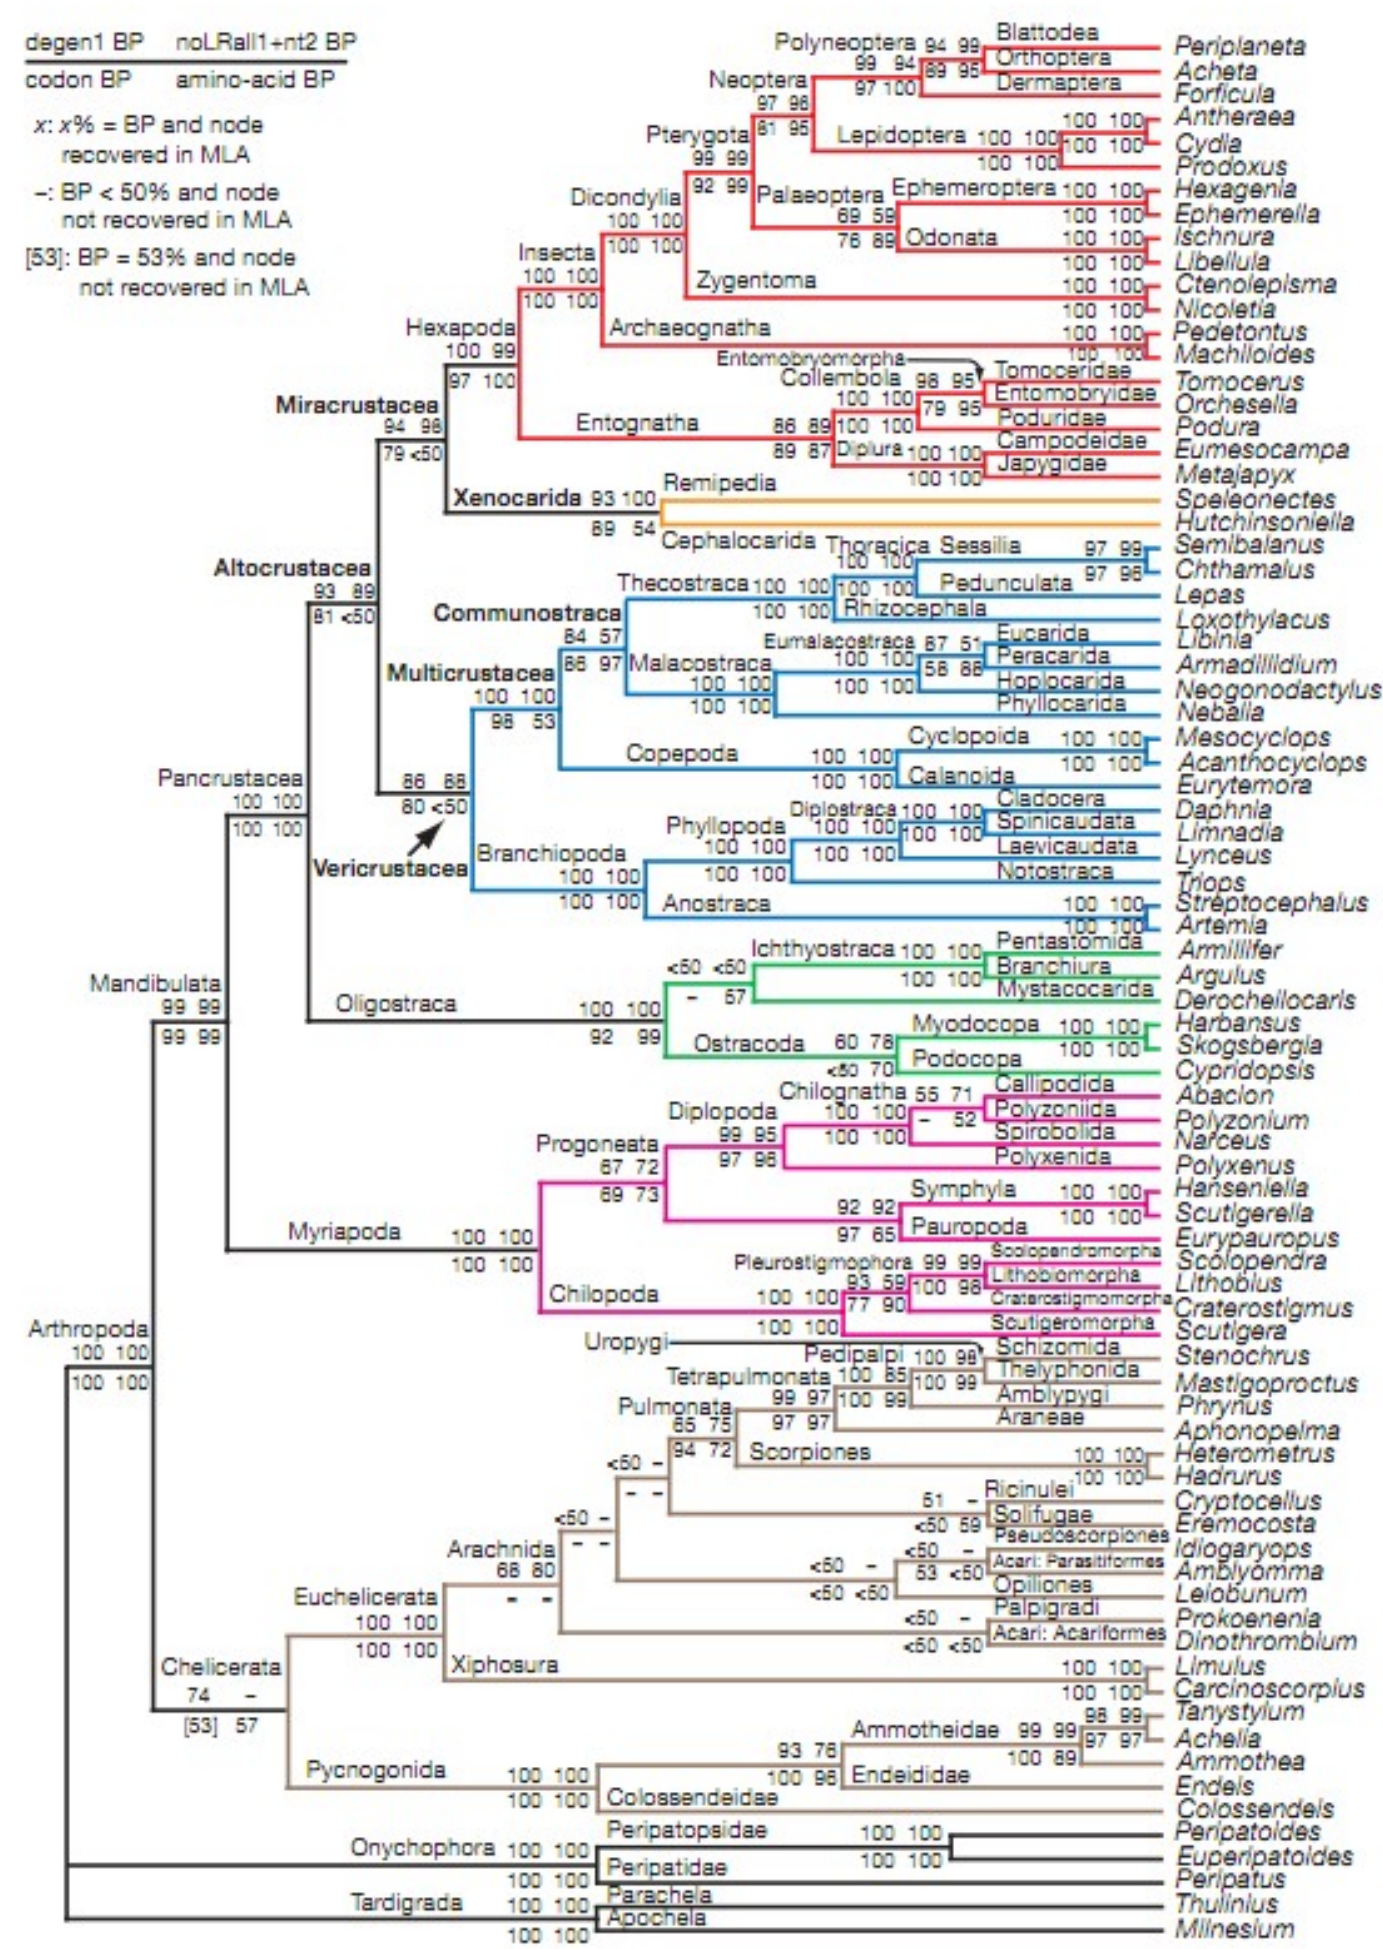 degen1 BP noLRall1+nt2 BP
codon BP amino-acid BP
x: x% = BP and node
recovered in MLA
–: BP < 50% and node
not recovered in MLA
[53]: BP = 53% and node
not recovered in MLA
Polyneoptera 94 99 Blattodea Periplaneta
99 94 89 95 Orthoptera Acheta
Neoptera 97 100 Dermaptera Forficula
97 96 81 95
Pterygota Lepidoptera 100 100 100 100 Antheraea
100 100 Cydia
100 100 Prodoxus
99 99 92 99
Dicondylia Palaeoptera Ephemeroptera 100 100 Hexagenia
69 59 100 100 Ephemerella
76 89 Odonata 100 100 Ischnura
100 100 100 100 Libellula
100 100
Insecta Zygentoma 100 100 Ctenolepisma
100 100 100 100 Nicoletia
100 100
Hexapoda Archaeognatha 100 100 Pedetontus
100 99 100 100 Machiloides
97 100
Entomobryomorpha
Collembola 98 95 Tomoceridae Tomocerus
100 100 79 95 Entomobryidae Orchesella
100 100 Poduridae Podura
Miracrustacea Entognatha 86 89
94 98 89 87 Diplura 100 100 Campodeidae Eumesocampa
79 <50 100 100 Japygidae Metajapyx
Xenocarida 93 100 Remipedia Speleonectes
89 54 Cephalocarida Hutchinsoniella
Altocrustacea
93 89
81 <50
Thoracica Sessilia 97 99 Semibalanus
100 100 97 96 Chthamalus
Thecostraca 100 100 100 100 Pedunculata Lepas
100 100 Rhizocephala Loxothylacus
Communostraca
84 57
86 97
Eumalacostraca 87 51 Eucarida Libinia
100 100 58 88 Peracarida Armadillidium
Multicrustacea Malacostraca 100 100 Hoplocarida Neogonodactylus
100 100 100 100 Phyllocarida Nebalia
98 53 100 100
Copepoda 100 100 Cyclopoida 100 100 Mesocyclops
100 100 100 100 Acanthocyclops
Calanoida Eurytemora
Pancrustacea
100 100
100 100
86 88
80 <50
Vericrustacea
Diplostraca 100 100 Cladocera Daphnia
Phyllopoda 100 100 100 100 Spinicaudata Limnadia
100 100 100 100 Laevicaudata Lynceus
Branchiopoda 100 100 Notostraca Triops
100 100 Anostraca 100 100 Streptocephalus
100 100 100 100 Artemia
Mandibulata
99 99
99 99
Oligostraca 100 100
92 99
<50 <50 Ichthyostraca 100 100 Pentastomida Armillifer
– 57 100 100 Branchiura Argulus
Mystacocarida Derocheilocaris
Ostracoda 60 78 Myodocopa 100 100 Harbansus
<50 70 100 100 Skogsbergia
Podocopa Cypridopsis
Chilognatha 55 71 Callipodida Abacion
Diplopoda 100 100 – 52 Polyzoniida Polyzonium
99 95 100 100 Spirobolida Narceus
97 96 Polyxenida Polyxenus
Progoneata
67 72
69 73
92 92 Symphyla 100 100 Hanseniella
97 65 100 100 Scutigerella
Pauropoda Eurypauropus
Myriapoda 100 100
100 100
Pleurostigmophora 99 99 Scolopendromorpha Scolopendra
93 59 100 98 Lithobiomorpha Lithobius
Chilopoda 100 100 77 90 Craterostigmomorpha Craterostigmus
100 100 Scutigeromorpha Scutigera
Arthropoda
100 100
100 100
Uropygi
Pedipalpi 100 98 Schizomida Stenochrus
Tetrapulmonata 100 85 100 99 Thelyphonida Mastigoproctus
99 97 100 99 Amblypygi Phrynus
Pulmonata 97 97 Araneae Aphonopelma
65 75 Scorpiones 100 100 Heterometrus
94 72 100 100 Hadrurus
<50 – 51 – Ricinulei Cryptocellus
– – <50 59 Solifugae Eremocosta
<50 – <50 – Pseudoscorpiones Idiogaryops
– – <50 – 53 <50 Acari: Parasitiformes Amblyomma
Arachnida <50 <50 Opiliones Leiobunum
68 80 <50 – Palpigradi Prokoenenia
– – <50 <50 Acari: Acariformes Dinothrombium
Euchelicerata
100 100
100 100
Xiphosura 100 100 Limulus
100 100 Carcinoscorpius
Chelicerata
74 –
[53] 57
98 99 Tanystylum
Ammotheidae 99 99 97 97 Achelia
93 76 100 89 Ammothea
Pycnogonida 100 100 100 96 Endeididae Endeis
100 100 Colossendeidae Colossendeis
Onychophora 100 100 Peripatopsidae 100 100 Peripatoides
100 100 100 100 Euperipatoides
Peripatidae Peripatus
Tardigrada 100 100 Parachela Thulinius
100 100 Apochela Milnesium